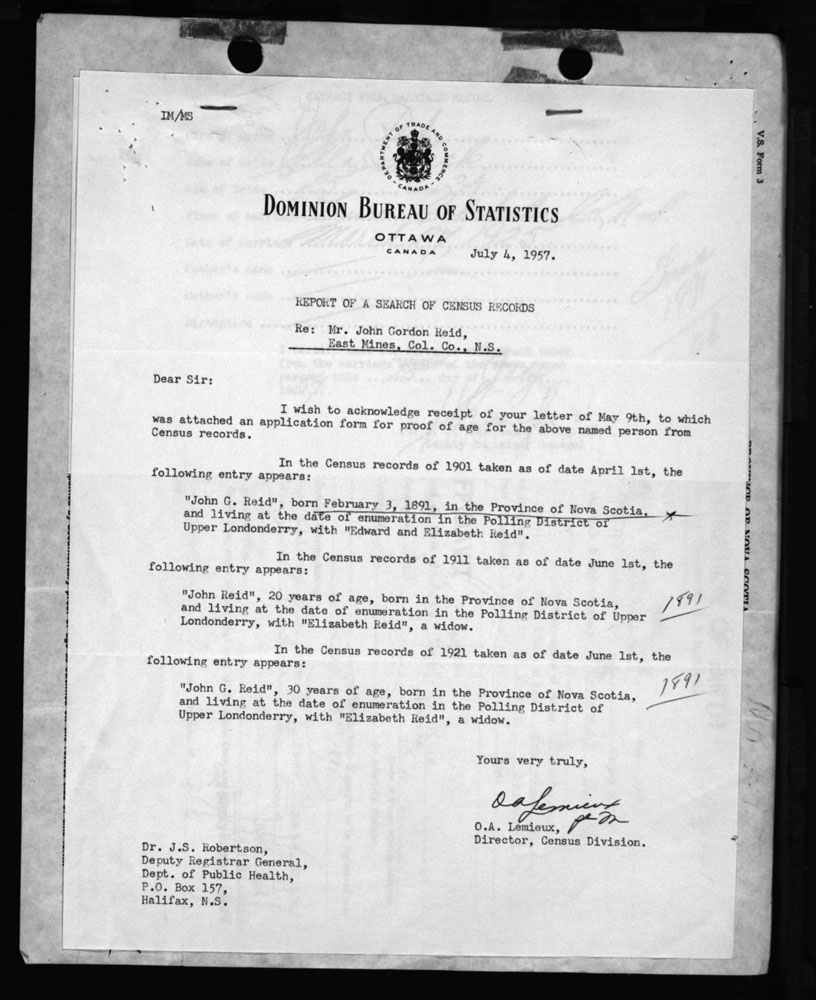 IM/MS
DEPARTMENT OF TRADE AND COMMERCE
CANADA
DOMINION BUREAU OF STATISTICS
OTTAWA
CANADA
July 4, 1957.
REPORT OF A SEARCH OF CENSUS RECORDS
Re: Mr. John Gordon Reid,
East Mines, Col. Co., N.S.
Dear Sir:
I wish to acknowledge receipt of your letter of May 9th, to which
was attached an application form for proof of age for the above named person from
Census records.
In the Census records of 1901 taken as of date April 1st, the
following entry appears:
"John G. Reid", born February 3, 1891, in the Province of Nova Scotia,
and living at the date of enumeration in the Polling District of
Upper Londonderry, with "Edward and Elizabeth Reid".
x
In the Census records of 1911 taken as of date June 1st, the
following entry appears:
"John Reid", 20 years of age, born in the Province of Nova Scotia,
and living at the date of enumeration in the Polling District of Upper
Londonderry, with "Elizabeth Reid", a widow.
1891
In the Census records of 1921 taken as of date June 1st, the
following entry appears:
"John G. Reid", 30 years of age, born in the Province of Nova Scotia,
and living at the date of enumeration in the Polling District of
Upper Londonderry, with "Elizabeth Reid", a widow.
1891
Yours very truly,
O A Lemieux
O.A. Lemieux,
Director, Census Division.
Dr. J.S. Robertson,
Deputy Registrar General,
Dept. of Public Health,
P.O. Box 157,
Halifax, N.S.
V.S. Form 3